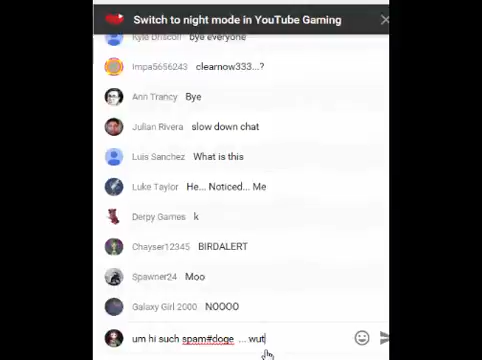 Switch to night mode in YouTube Gaming
Kyle Driscoll bye everyone
Impa5656243 clearnow333...?
Ann Trancy Bye
Julian Rivera slow down chat
Luis Sanchez What is this
Luke Taylor He... Noticed... Me
Derpy Games k
Chayser12345 BIRDALERT
Spawner24 Moo
Galaxy Girl 2000 NOOOO
um hi such spam#doge ... wut